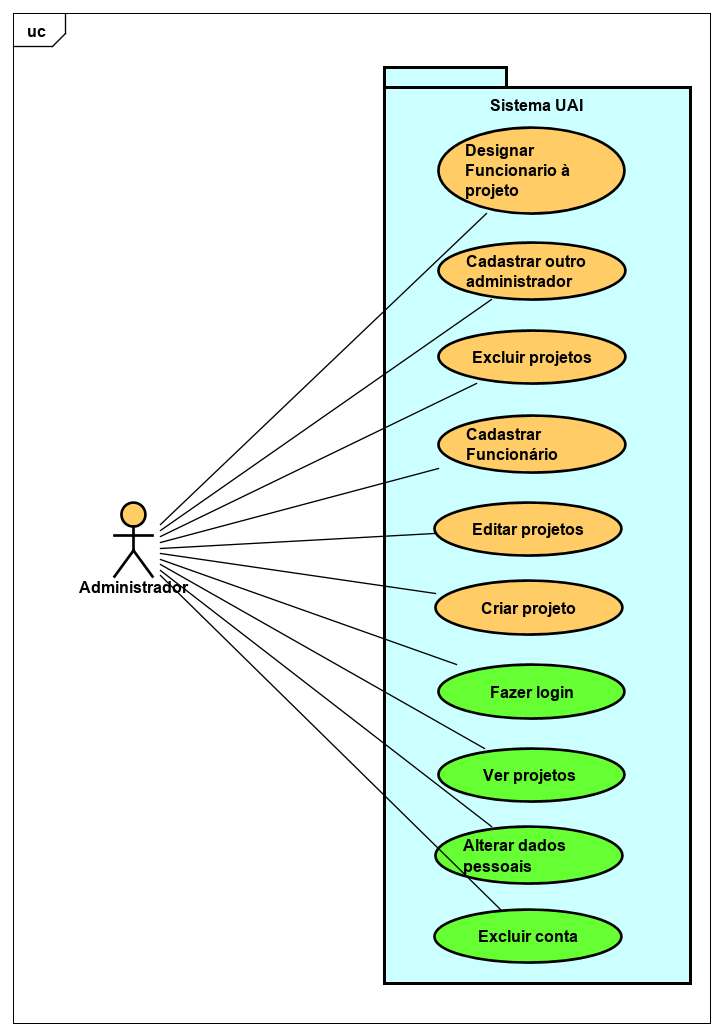 uc
Sistema UAI
Designar
Funcionario à
projeto
Cadastrar outro
administrador
Excluir projetos
Cadastrar
Funcionário
Editar projetos
Administrador
Criar projeto
Fazer login
Ver projetos
Alterar dados
pessoais
Excluir conta